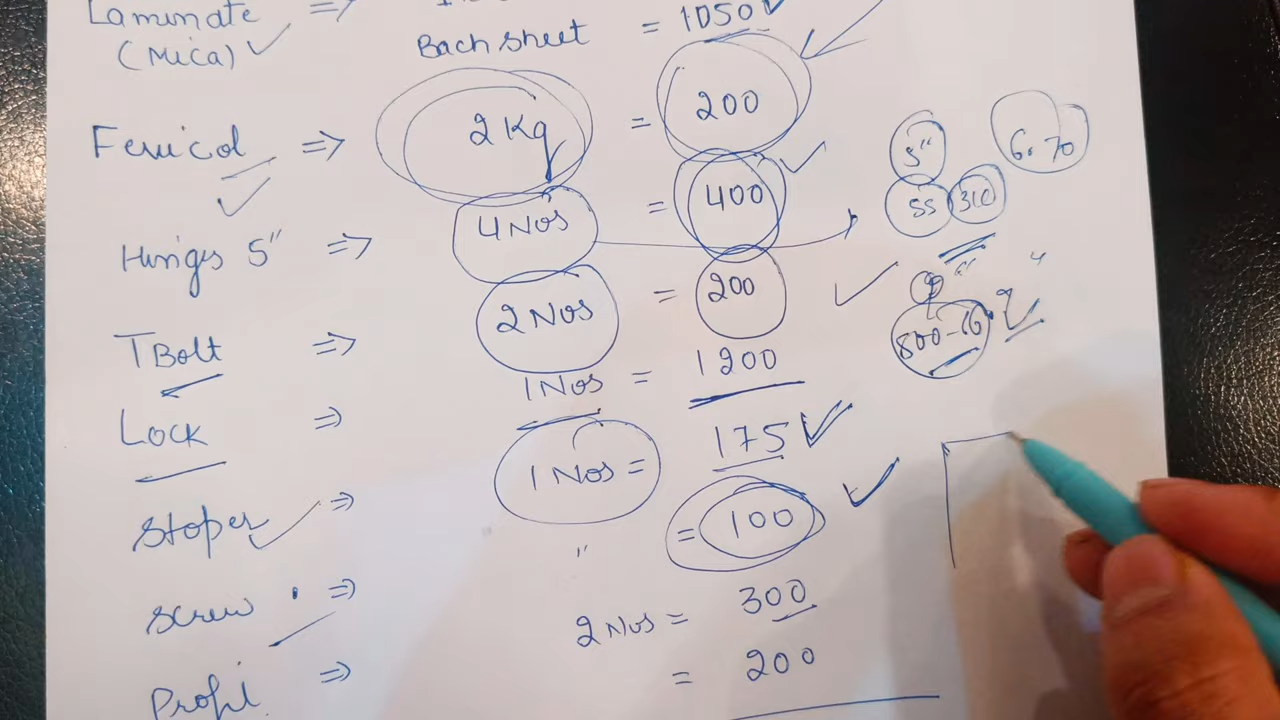 Laminate ⇒
(Mica)
Bach sheet = 1050
Fevicol ⇒ 2 Kg = 200
Hinges 5" ⇒ 4 Nos = 400
5" 6.70
SS 310
TBolt ⇒ 2 Nos = 200
800-
Lock ⇒ 1 Nos = 1200
Stoper ⇒ 1 Nos = 175
Screw ⇒ " = 100
Profil ⇒ 2 Nos = 300
= 200